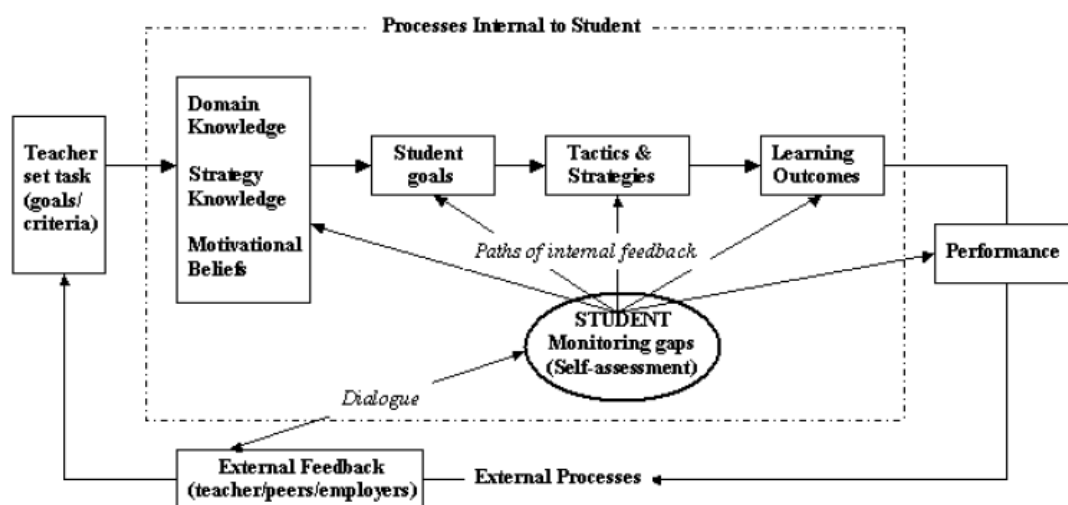 Processes Internal to Student
Teacher
set task
(goals/
criteria)
Domain
Knowledge
Strategy
Knowledge
Motivational
Beliefs
Student
goals
Tactics &
Strategies
Learning
Outcomes
Performance
Paths of internal feedback
STUDENT
Monitoring gaps
(Self-assessment)
Dialogue
External Feedback
(teacher/peers/employers)
External Processes